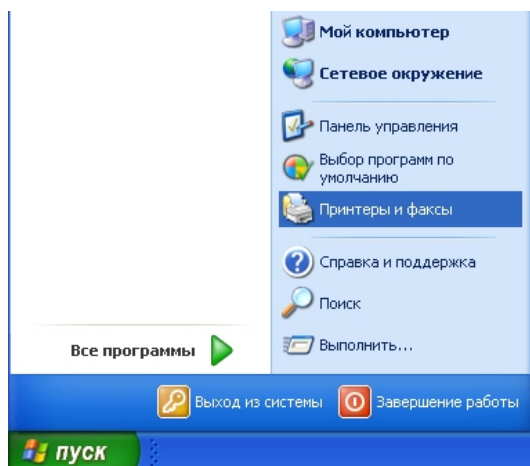 Мой компьютер
Сетевое окружение
Панель управления
Выбор программ по
умолчанию
Принтеры и факсы
Справка и поддержка
Поиск
Выполнить...
Все программы
Выход из системы
Завершение работы
пуск